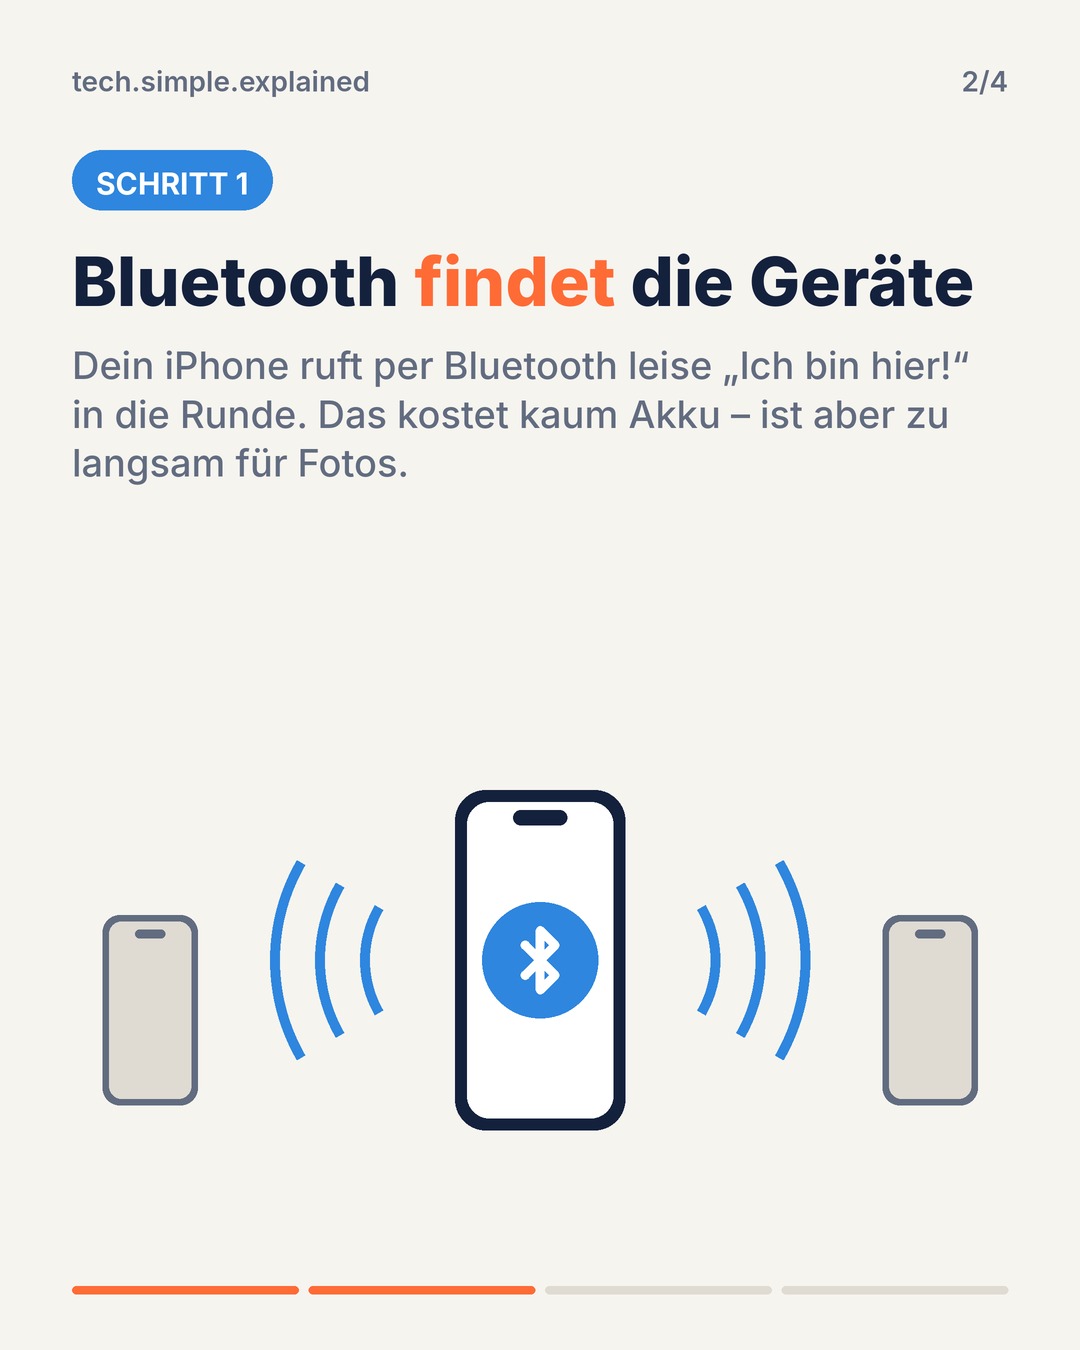 tech.simple.explained
2/4
SCHRITT 1
Bluetooth findet die Geräte
Dein iPhone ruft per Bluetooth leise „Ich bin hier!“
in die Runde. Das kostet kaum Akku – ist aber zu
langsam für Fotos.